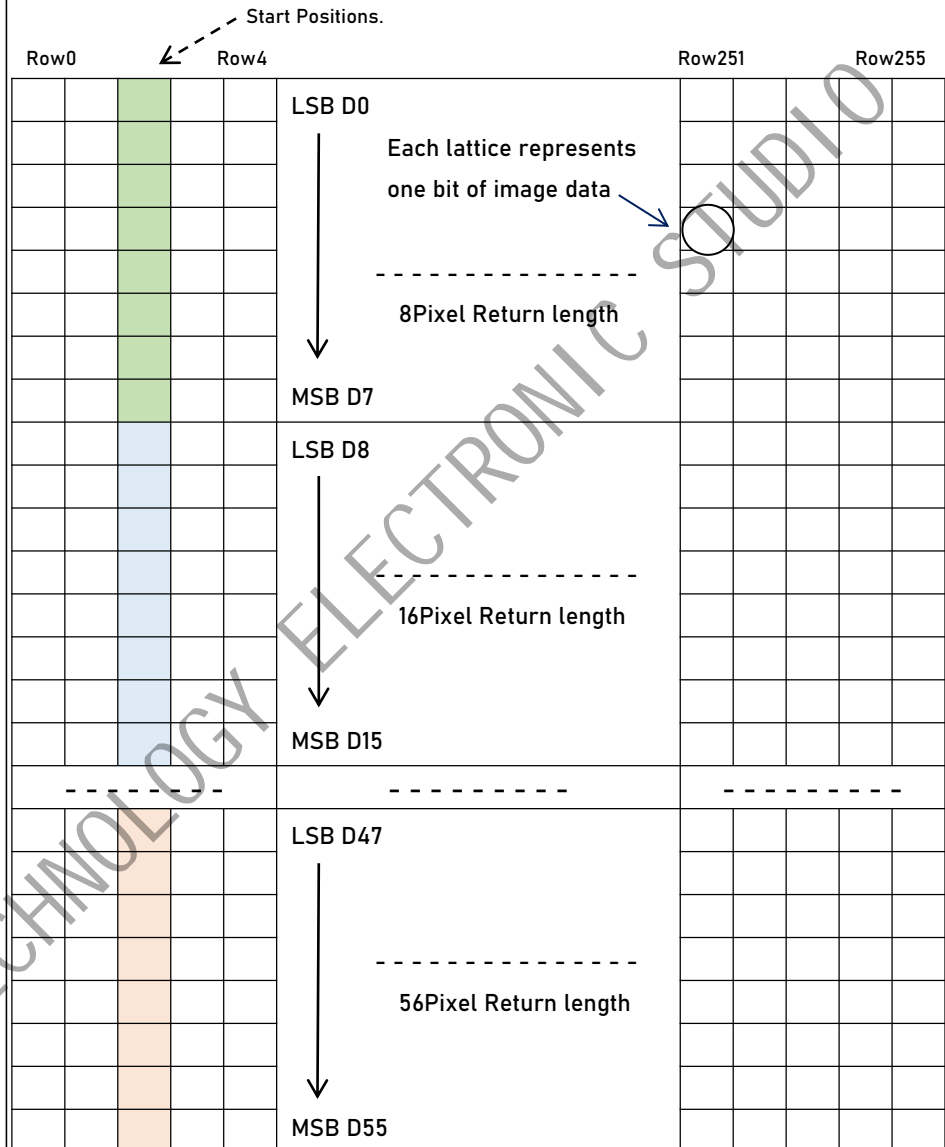 Start Positions.
Row0 Row4 Row251 Row255
LSB D0
Each lattice represents
one bit of image data
8Pixel Return length
MSB D7
LSB D8
16Pixel Return length
MSB D15
LSB D47
56Pixel Return length
MSB D55
ECHNOLOGY ELECTRONIC STUDIO